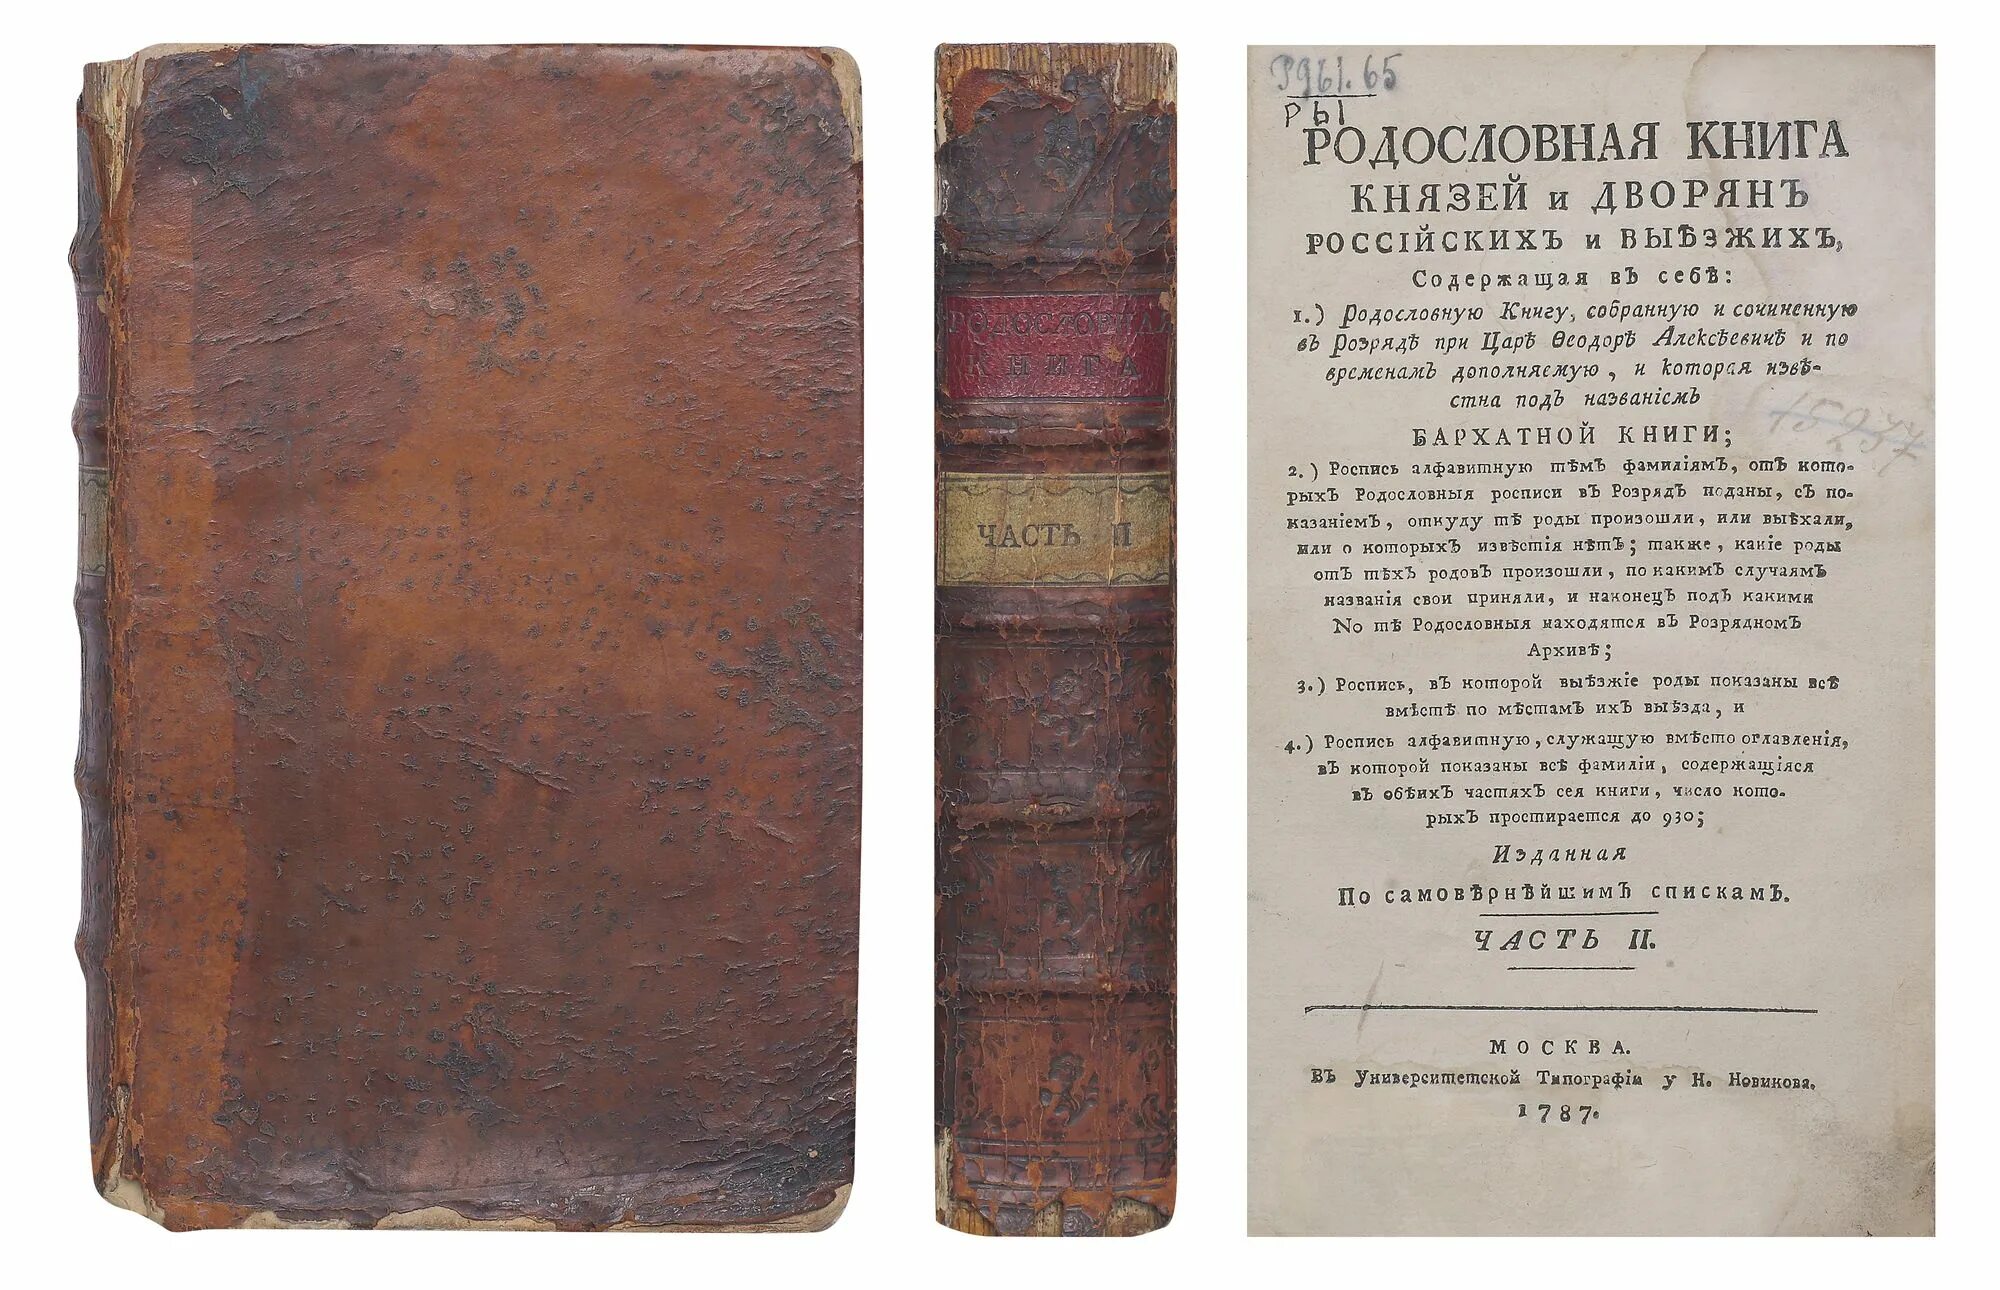 РОДОСЛОВНАЯ
КНИГА
ЧАСТЬ II
Р961.65
РЫ
РОДОСЛОВНАЯ КНИГА
КНЯЗЕЙ и ДВОРЯНЪ
РОССІЙСКИХЪ и ВЫѢЗЖИХЪ,
Содержащая въ себѣ:
1.) Родословную Книгу, собранную и сочиненную
въ Розрядѣ при Царѣ Ѳеодорѣ Алексѣевичѣ и по
временамъ дополняемую, и которая извѣ-
стна подъ названіемъ
БАРХАТНОЙ КНИГИ;
2.) Роспись алфавитную тѣмъ фамиліямъ, отъ кото-
рыхъ Родословныя росписи въ Розрядъ поданы, съ по-
казаніемъ, откуду тѣ роды произошли, или выѣхали,
или о которыхъ извѣстія нѣтъ; также, какіе роды
отъ тѣхъ родовъ произошли, по какимъ случаямъ
названія свои приняли, и наконецъ подъ какими
No тѣ Родословныя находятся въ Розрядномъ
Архивѣ;
3.) Роспись, въ которой выѣзжіе роды показаны всѣ
вмѣстѣ по мѣстамъ ихъ выѣзда, и
4.) Роспись алфавитную, служащую вмѣсто оглавленія,
въ которой показаны всѣ фамиліи, содержащіяся
въ обѣихъ частяхъ сея книги, число кото-
рыхъ простирается до 930;
Изданная
По самовѣрнѣйшимъ спискамъ.
ЧАСТЬ II.
МОСКВА.
Въ Университетской Типографіи у Н. Новикова.
1787.
15237